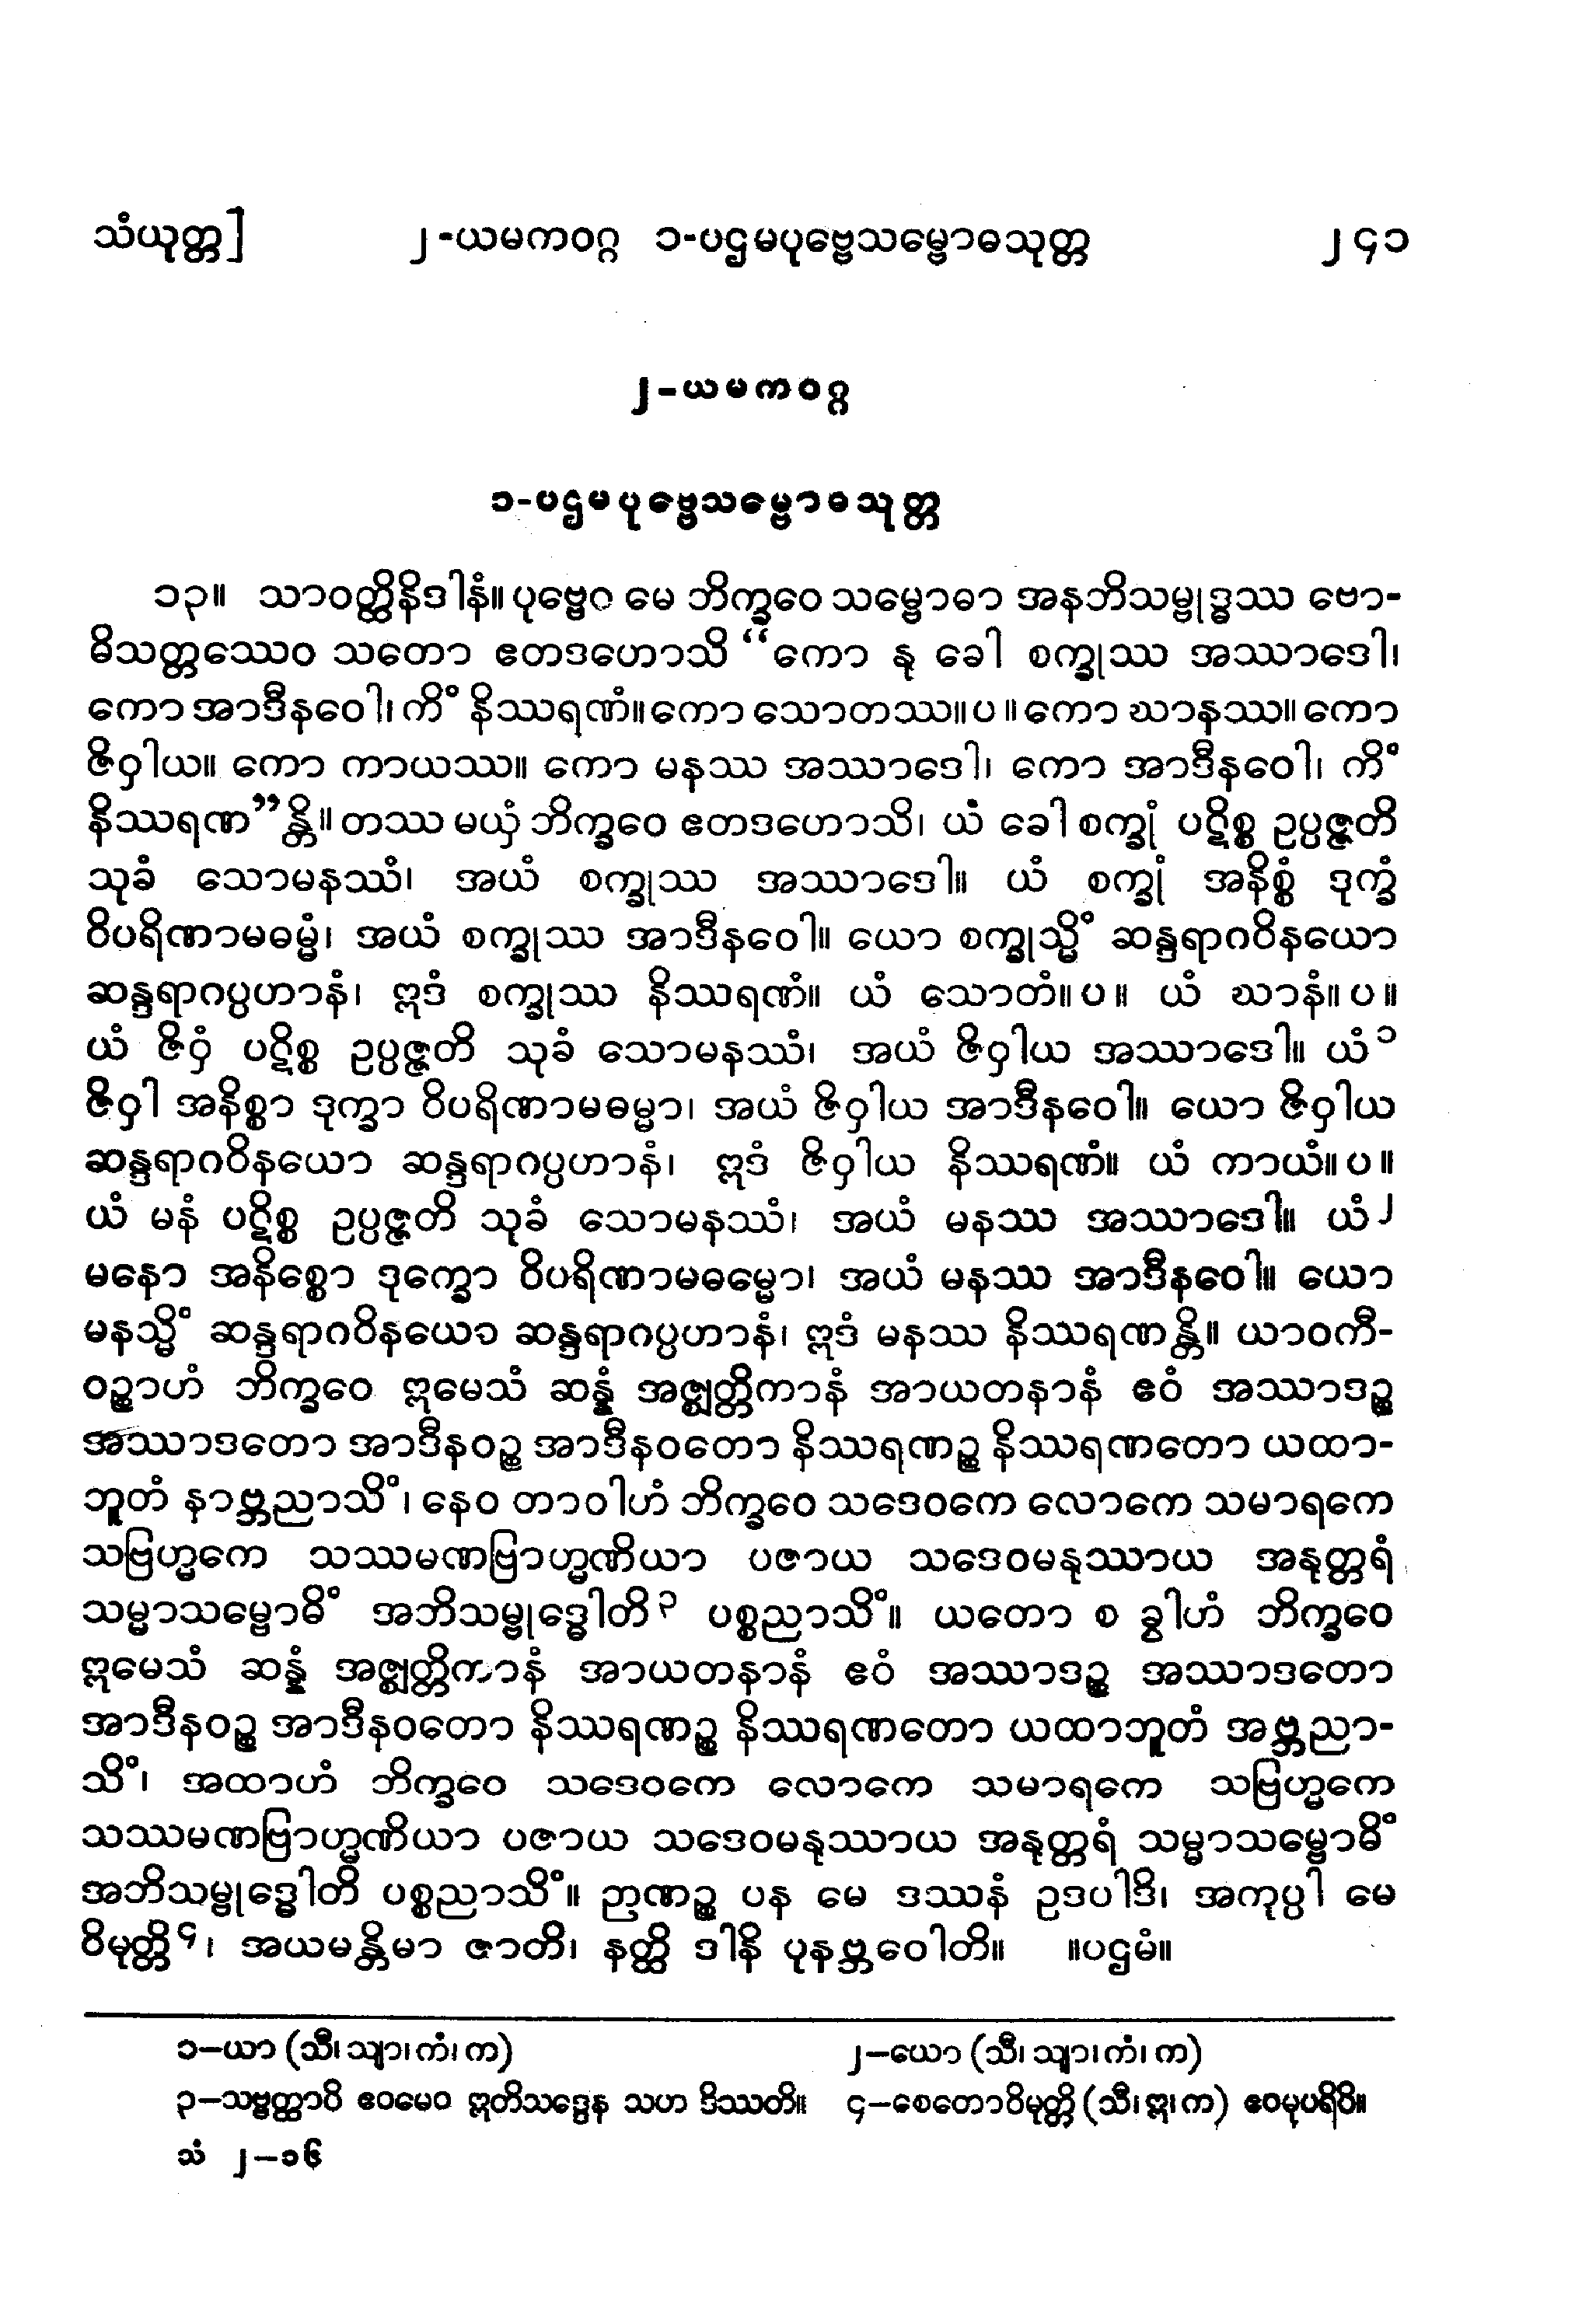 သံယုတ္တ] ၂-ယမကဝဂ္ဂ ၁-ပဌမပုဗ္ဗေသမ္ဗောဓသုတ္တ ၂၄၁
၂-ယမကဝဂ္ဂ
၁-ပဌမပုဗ္ဗေသမ္ဗောဓသုတ္တ
၁၃။ သာဝတ္ထိနိဒါနံ။ ပုဗ္ဗေဝ မေ ဘိက္ခဝေ သမ္ဗောဓာ အနဘိသမ္ဗုဒ္ဓဿ ဗော-
ဓိသတ္တဿေဝ သတော ဧတဒဟောသိ “ကော နု ခေါ စက္ခုဿ အဿာဒေါ၊
ကော အာဒီနဝေါ၊ ကိံ နိဿရဏံ။ ကော သောတဿ။ ပ ။ ကော ဃာနဿ။ ကော
ဇိဝှါယ။ ကော ကာယဿ။ ကော မနဿ အဿာဒေါ၊ ကော အာဒီနဝေါ၊ ကိံ
နိဿရဏ”န္တိ။ တဿ မယှံ ဘိက္ခဝေ ဧတဒဟောသိ၊ ယံ ခေါ စက္ခုံ ပဋိစ္စ ဥပ္ပဇ္ဇတိ
သုခံ သောမနဿံ၊ အယံ စက္ခုဿ အဿာဒေါ။ ယံ စက္ခုံ အနိစ္စံ ဒုက္ခံ
ဝိပရိဏာမဓမ္မံ၊ အယံ စက္ခုဿ အာဒီနဝေါ။ ယော စက္ခုသ္မိံ ဆန္ဒရာဂဝိနယော
ဆန္ဒရာဂပ္ပဟာနံ၊ ဣဒံ စက္ခုဿ နိဿရဏံ။ ယံ သောတံ။ ပ ။ ယံ ဃာနံ။ ပ ။
ယံ ဇိဝှံ ပဋိစ္စ ဥပ္ပဇ္ဇတိ သုခံ သောမနဿံ၊ အယံ ဇိဝှါယ အဿာဒေါ။ ယံ၁
ဇိဝှါ အနိစ္စာ ဒုက္ခာ ဝိပရိဏာမဓမ္မာ၊ အယံ ဇိဝှါယ အာဒီနဝေါ။ ယော ဇိဝှါယ
ဆန္ဒရာဂဝိနယော ဆန္ဒရာဂပ္ပဟာနံ၊ ဣဒံ ဇိဝှါယ နိဿရဏံ။ ယံ ကာယံ။ ပ ။
ယံ မနံ ပဋိစ္စ ဥပ္ပဇ္ဇတိ သုခံ သောမနဿံ၊ အယံ မနဿ အဿာဒေါ။ ယံ၂
မနော အနိစ္စော ဒုက္ခော ဝိပရိဏာမဓမ္မော၊ အယံ မနဿ အာဒီနဝေါ။ ယော
မနသ္မိံ ဆန္ဒရာဂဝိနယော ဆန္ဒရာဂပ္ပဟာနံ၊ ဣဒံ မနဿ နိဿရဏန္တိ။ ယာဝကီ-
ဝဉ္စာဟံ ဘိက္ခဝေ ဣမေသံ ဆန္နံ အဇ္ဈတ္တိကာနံ အာယတနာနံ ဧဝံ အဿာဒဉ္စ
အဿာဒတော အာဒီနဝဉ္စ အာဒီနဝတော နိဿရဏဉ္စ နိဿရဏတော ယထာ-
ဘူတံ နာဗ္ဘညာသိံ၊ နေဝ တာဝါဟံ ဘိက္ခဝေ သဒေဝကေ လောကေ သမာရကေ
သဗြဟ္မကေ သဿမဏဗြာဟ္မဏိယာ ပဇာယ သဒေဝမနုဿာယ အနုတ္တရံ
သမ္မာသမ္ဗောဓိံ အဘိသမ္ဗုဒ္ဓေါတိ၃ ပစ္စညာသိံ။ ယတော စ ခွါဟံ ဘိက္ခဝေ
ဣမေသံ ဆန္နံ အဇ္ဈတ္တိကာနံ အာယတနာနံ ဧဝံ အဿာဒဉ္စ အဿာဒတော
အာဒီနဝဉ္စ အာဒီနဝတော နိဿရဏဉ္စ နိဿရဏတော ယထာဘူတံ အဗ္ဘညာ-
သိံ၊ အထာဟံ ဘိက္ခဝေ သဒေဝကေ လောကေ သမာရကေ သဗြဟ္မကေ
သဿမဏဗြာဟ္မဏိယာ ပဇာယ သဒေဝမနုဿာယ အနုတ္တရံ သမ္မာသမ္ဗောဓိံ
အဘိသမ္ဗုဒ္ဓေါတိ ပစ္စညာသိံ။ ဉာဏဉ္စ ပန မေ ဒဿနံ ဥဒပါဒိ၊ အကုပ္ပါ မေ
ဝိမုတ္တိ၄၊ အယမန္တိမာ ဇာတိ၊ နတ္ထိ ဒါနိ ပုနဗ္ဘဝေါတိ။ ။ပဌမံ။
၁–ယာ (သီ၊ သျာ၊ ကံ၊ က) ၂–ယော (သီ၊ သျာ၊ ကံ၊ က)
၃–သဗ္ဗတ္ထာပိ ဧဝမေဝ ဣတိသဒ္ဒေန သဟ ဒိဿတိ။ ၄–စေတောဝိမုတ္တိ (သီ၊ ဣ၊ က) ဧဝမုပရိပိ။
သံ ၂–၁၆